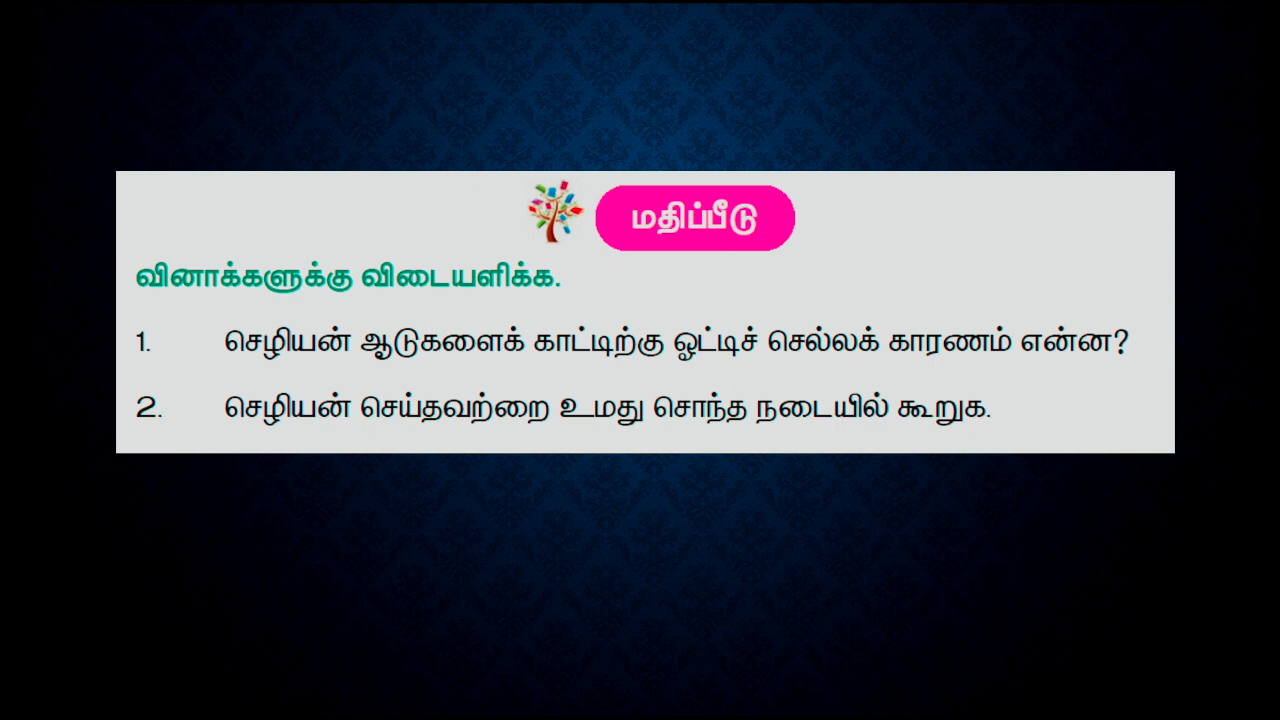 மதிப்பீடு
வினாக்களுக்கு விடையளிக்க.
1. செழியன் ஆடுகளைக் காட்டிற்கு ஓட்டிச் செல்லக் காரணம் என்ன?
2. செழியன் செய்தவற்றை உமது சொந்த நடையில் கூறுக.